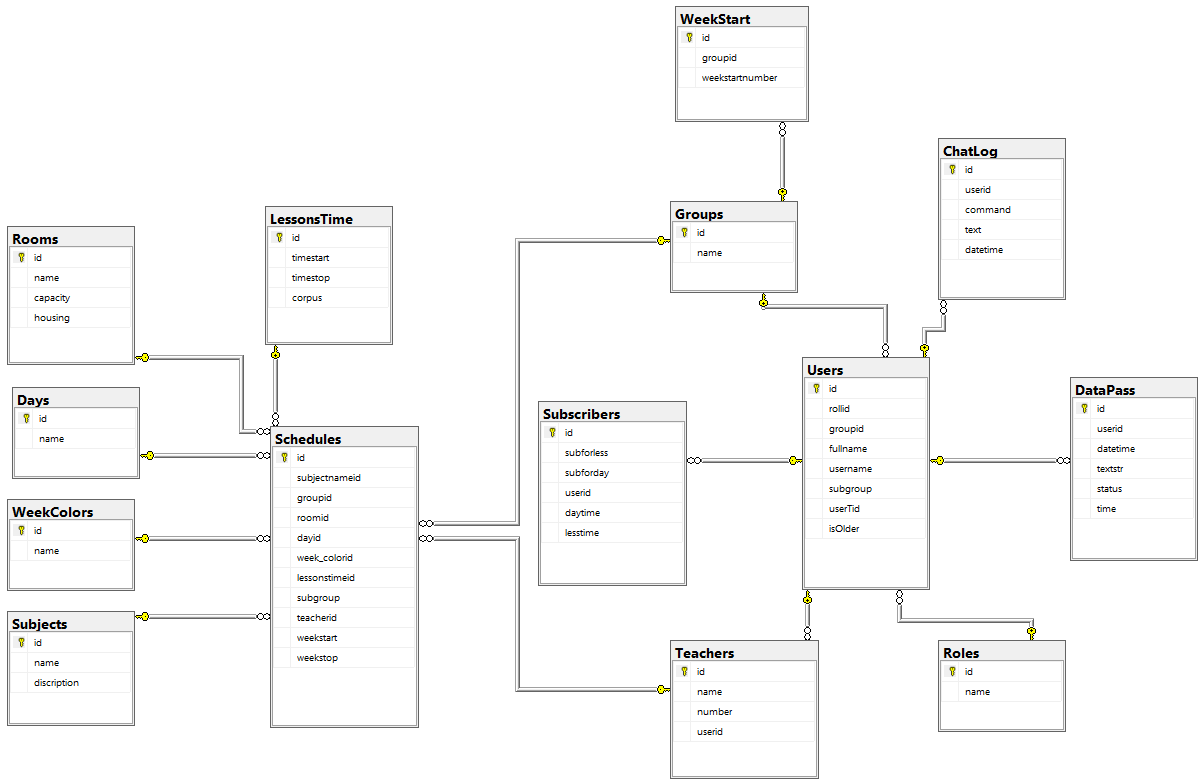 WeekStart
id
groupid
weekstartnumber
ChatLog
id
userid
command
text
datetime
Groups
id
name
LessonsTime
id
timestart
timestop
corpus
Rooms
id
name
capacity
housing
Users
id
rollid
groupid
fullname
username
subgroup
userTid
isOlder
DataPass
id
userid
datetime
textstr
status
time
Days
id
name
Subscribers
id
subforless
subforday
userid
daytime
lesstime
Schedules
id
subjectnameid
groupid
roomid
dayid
week_colorid
lessonstimeid
subgroup
teacherid
weekstart
weekstop
WeekColors
id
name
Subjects
id
name
discription
Teachers
id
name
number
userid
Roles
id
name